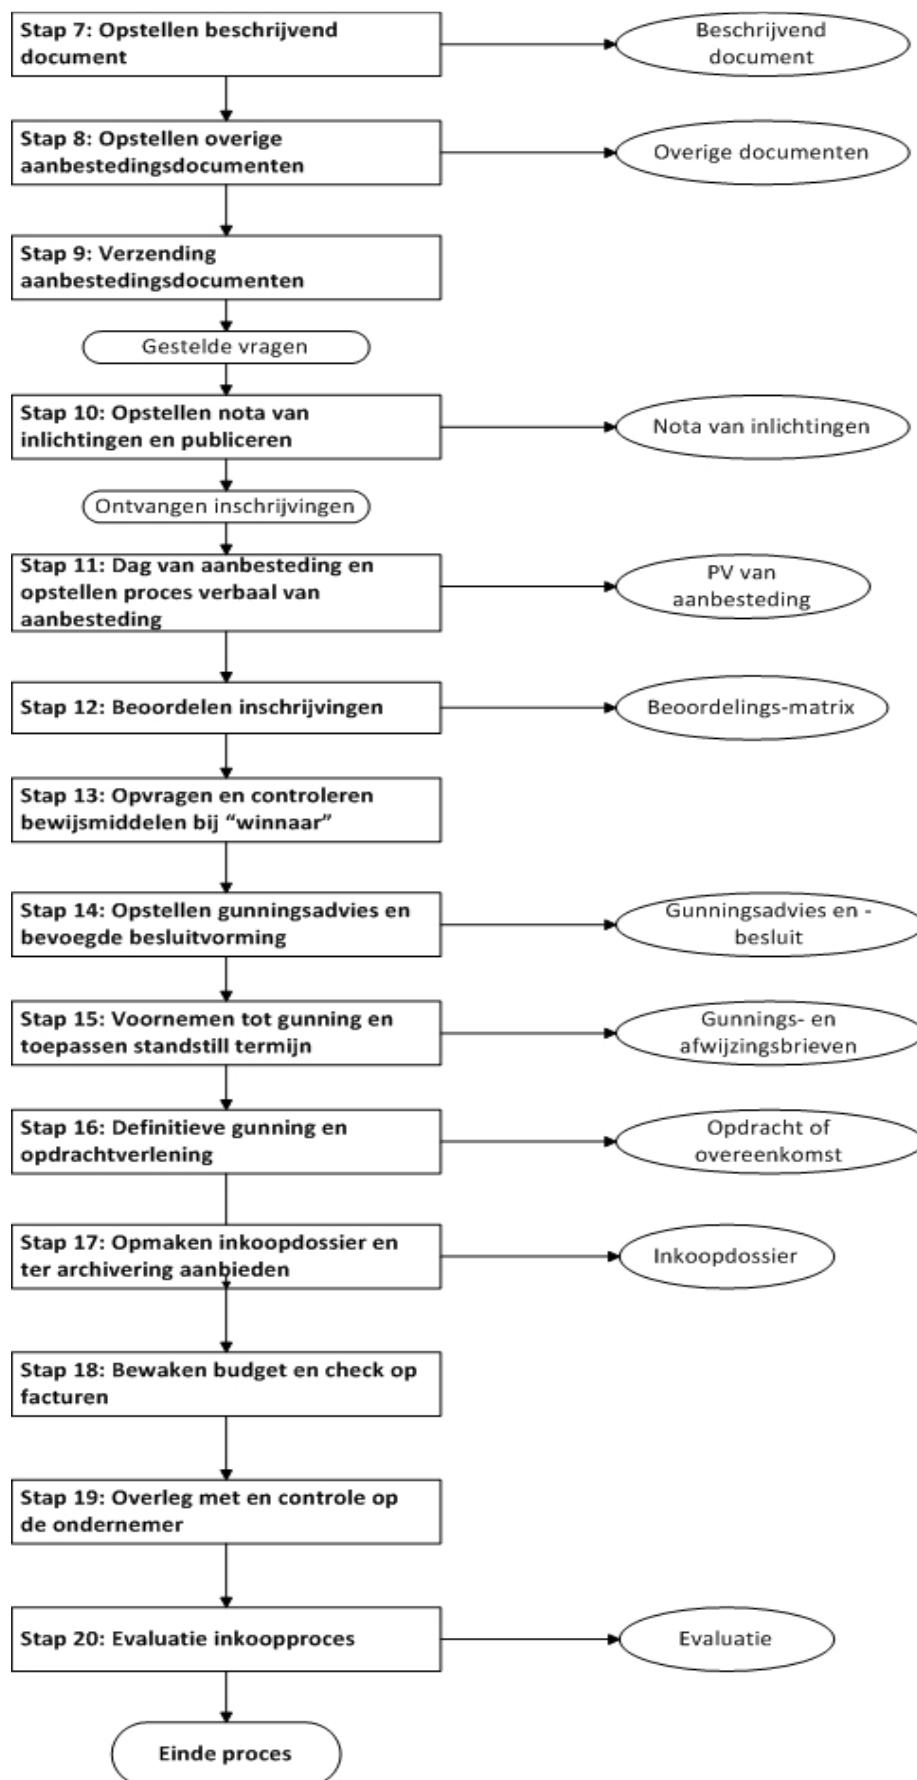 Stap 7: Opstellen beschrijvend
document
Beschrijvend
document
Stap 8: Opstellen overige
aanbestedingsdocumenten
Overige documenten
Stap 9: Verzending
aanbestedingsdocumenten
Gestelde vragen
Stap 10: Opstellen nota van
inlichtingen en publiceren
Nota van inlichtingen
Ontvangen inschrijvingen
Stap 11: Dag van aanbesteding en
opstellen proces verbaal van
aanbesteding
PV van
aanbesteding
Stap 12: Beoordelen inschrijvingen
Beoordelings-matrix
Stap 13: Opvragen en controleren
bewijsmiddelen bij “winnaar”
Stap 14: Opstellen gunningsadvies en
bevoegde besluitvorming
Gunningsadvies en -
besluit
Stap 15: Voornemen tot gunning en
toepassen standstill termijn
Gunnings- en
afwijzingsbrieven
Stap 16: Definitieve gunning en
opdrachtverlening
Opdracht of
overeenkomst
Stap 17: Opmaken inkoopdossier en
ter archivering aanbieden
Inkoopdossier
Stap 18: Bewaken budget en check op
facturen
Stap 19: Overleg met en controle op
de ondernemer
Stap 20: Evaluatie inkoopproces
Evaluatie
Einde proces